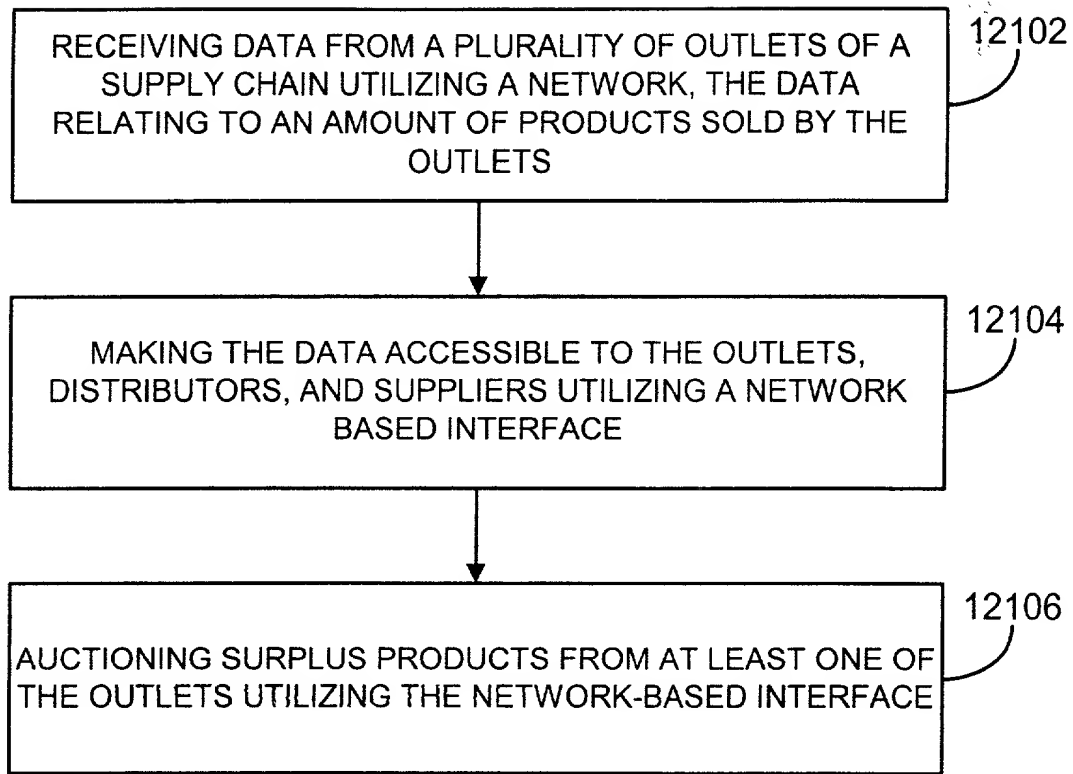 RECEIVING DATA FROM A PLURALITY OF OUTLETS OF A
SUPPLY CHAIN UTILIZING A NETWORK, THE DATA
RELATING TO AN AMOUNT OF PRODUCTS SOLD BY THE
OUTLETS
12102
MAKING THE DATA ACCESSIBLE TO THE OUTLETS,
DISTRIBUTORS, AND SUPPLIERS UTILIZING A NETWORK
BASED INTERFACE
12104
AUCTIONING SURPLUS PRODUCTS FROM AT LEAST ONE OF
THE OUTLETS UTILIZING THE NETWORK-BASED INTERFACE
12106